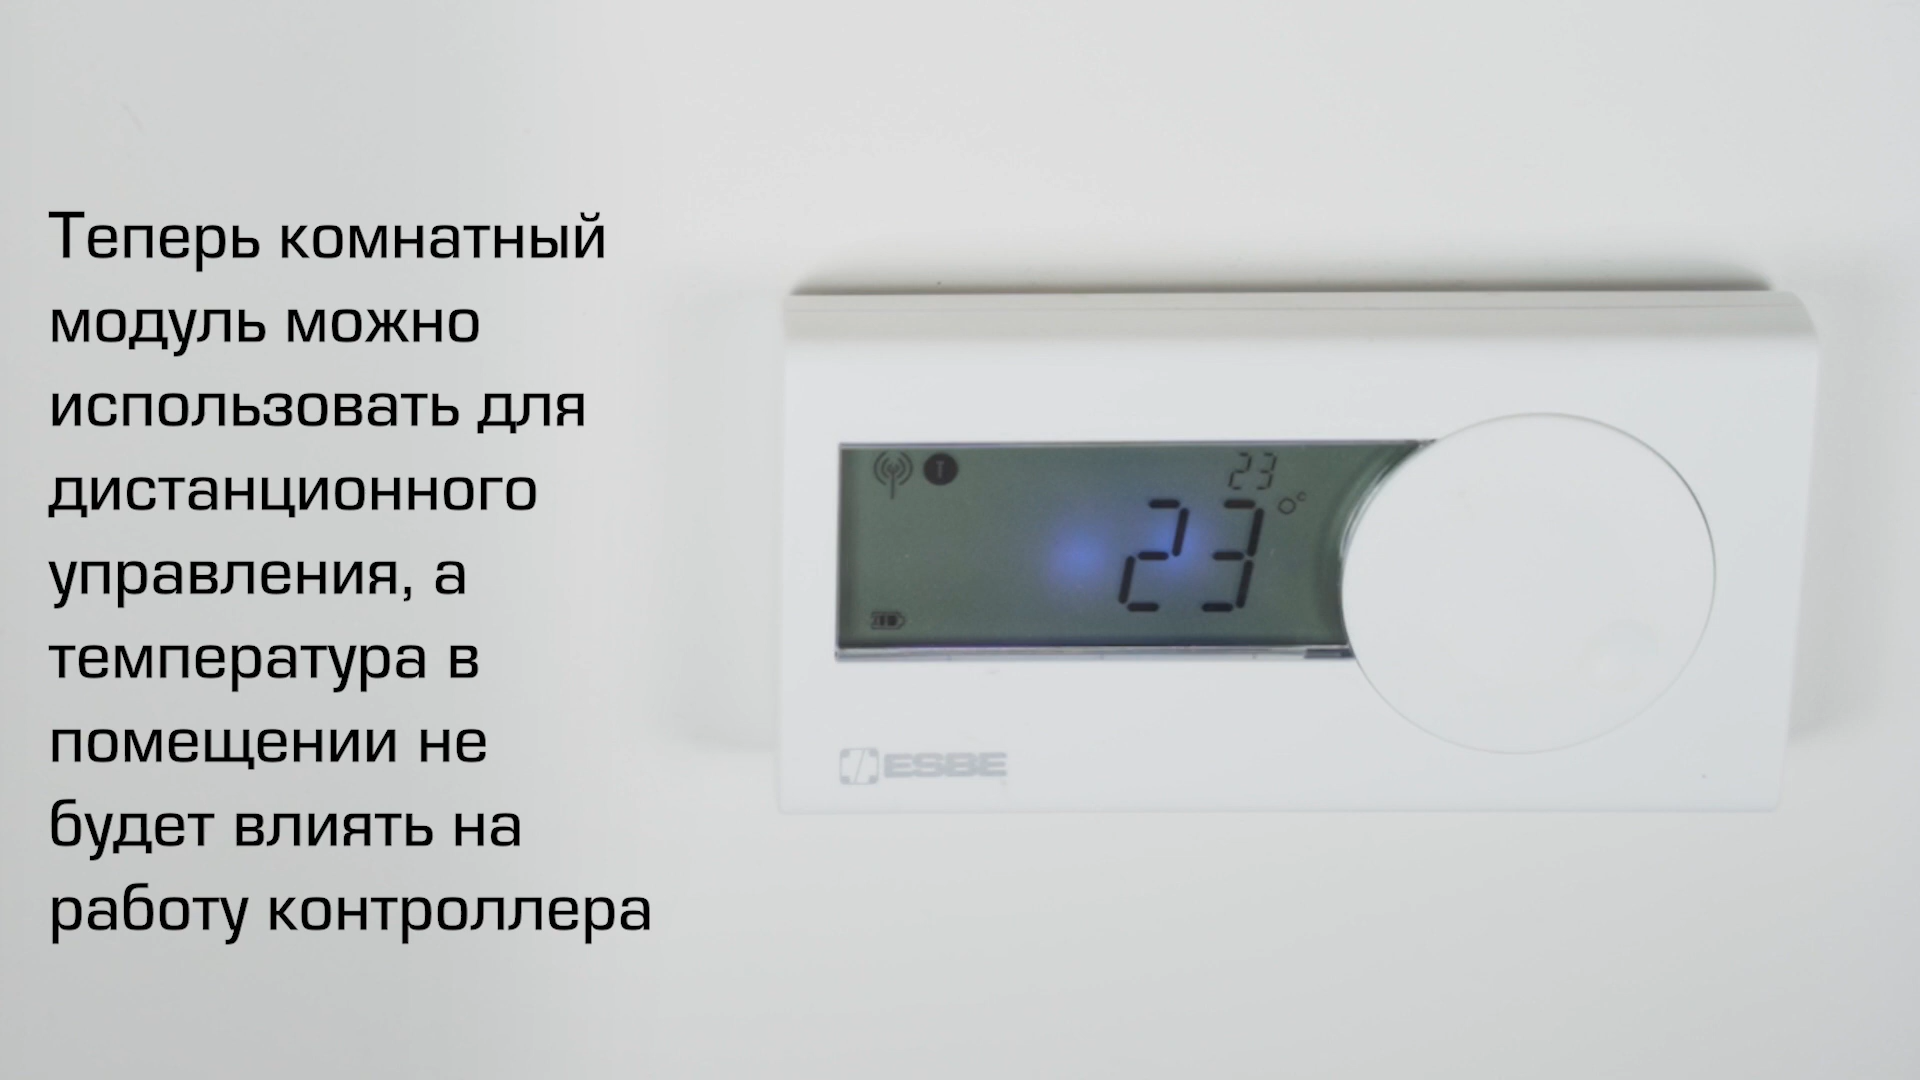 Теперь комнатный
модуль можно
использовать для
дистанционного
управления, а
температура в
помещении не
будет влиять на
работу контроллера
23
23 °C
ESBE